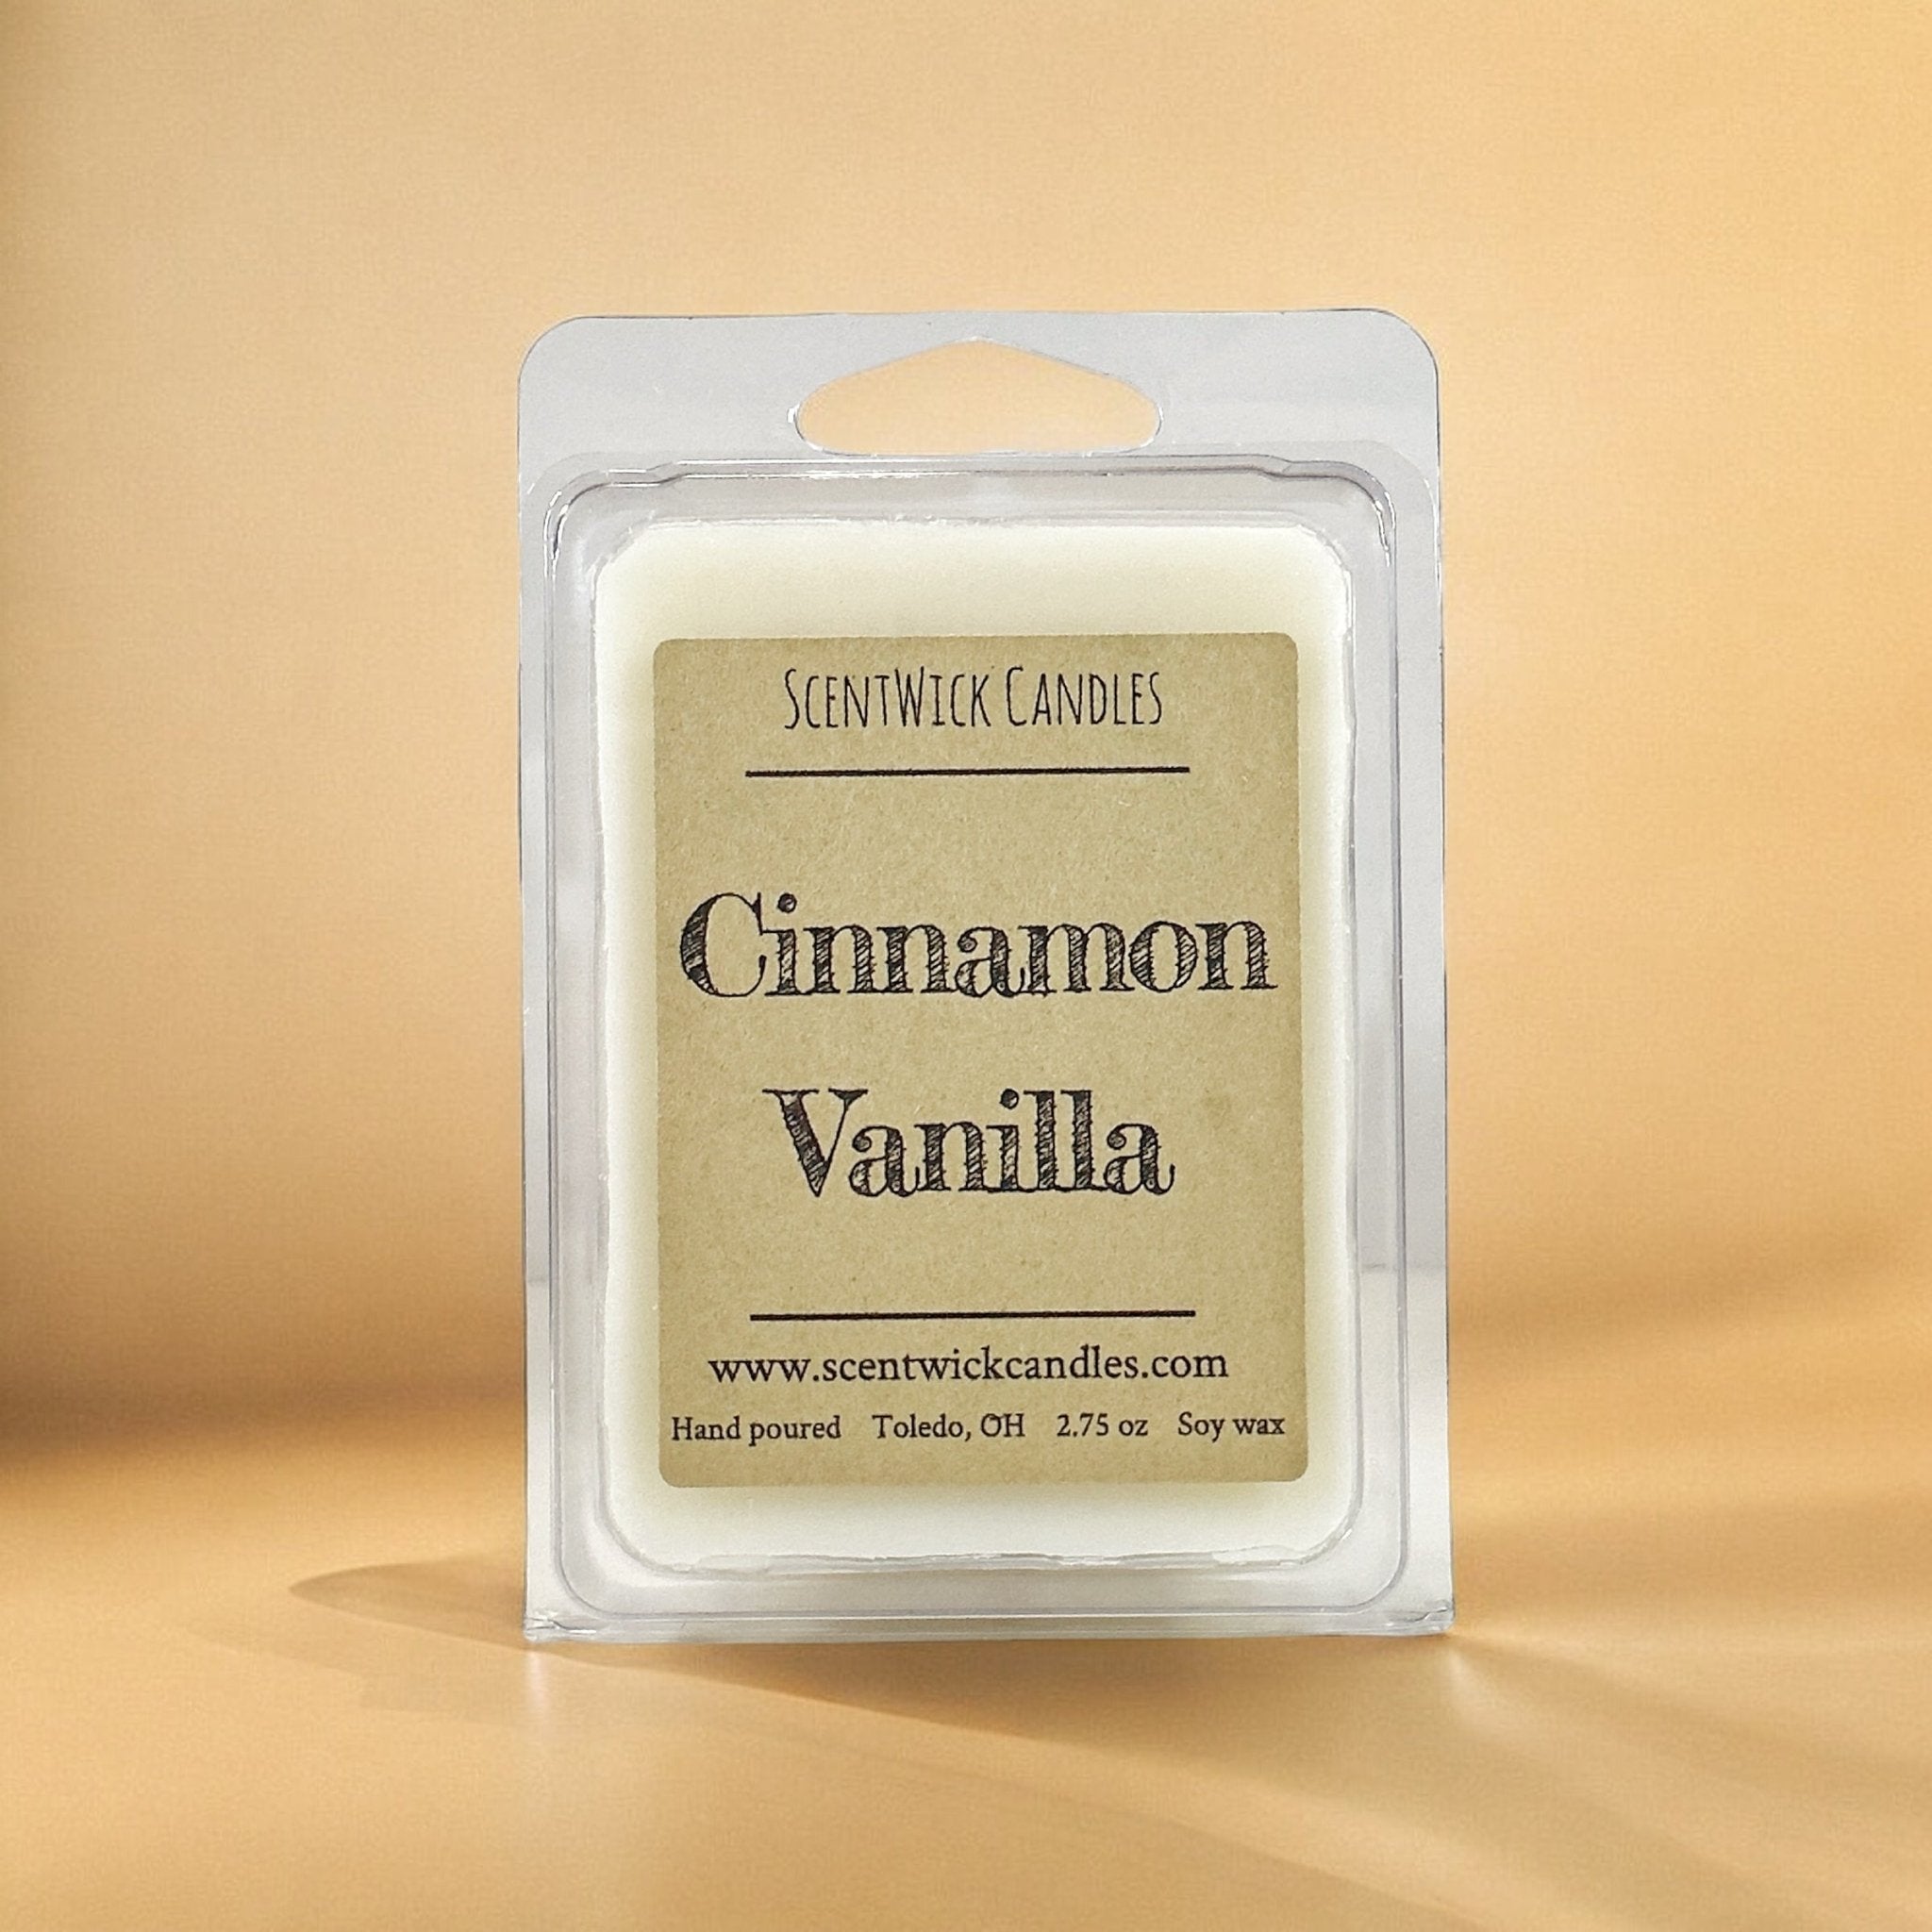 ScentWick Candles
Cinnamon
Vanilla
www.scentwickcandles.com
Hand poured Toledo, OH 2.75 oz Soy wax